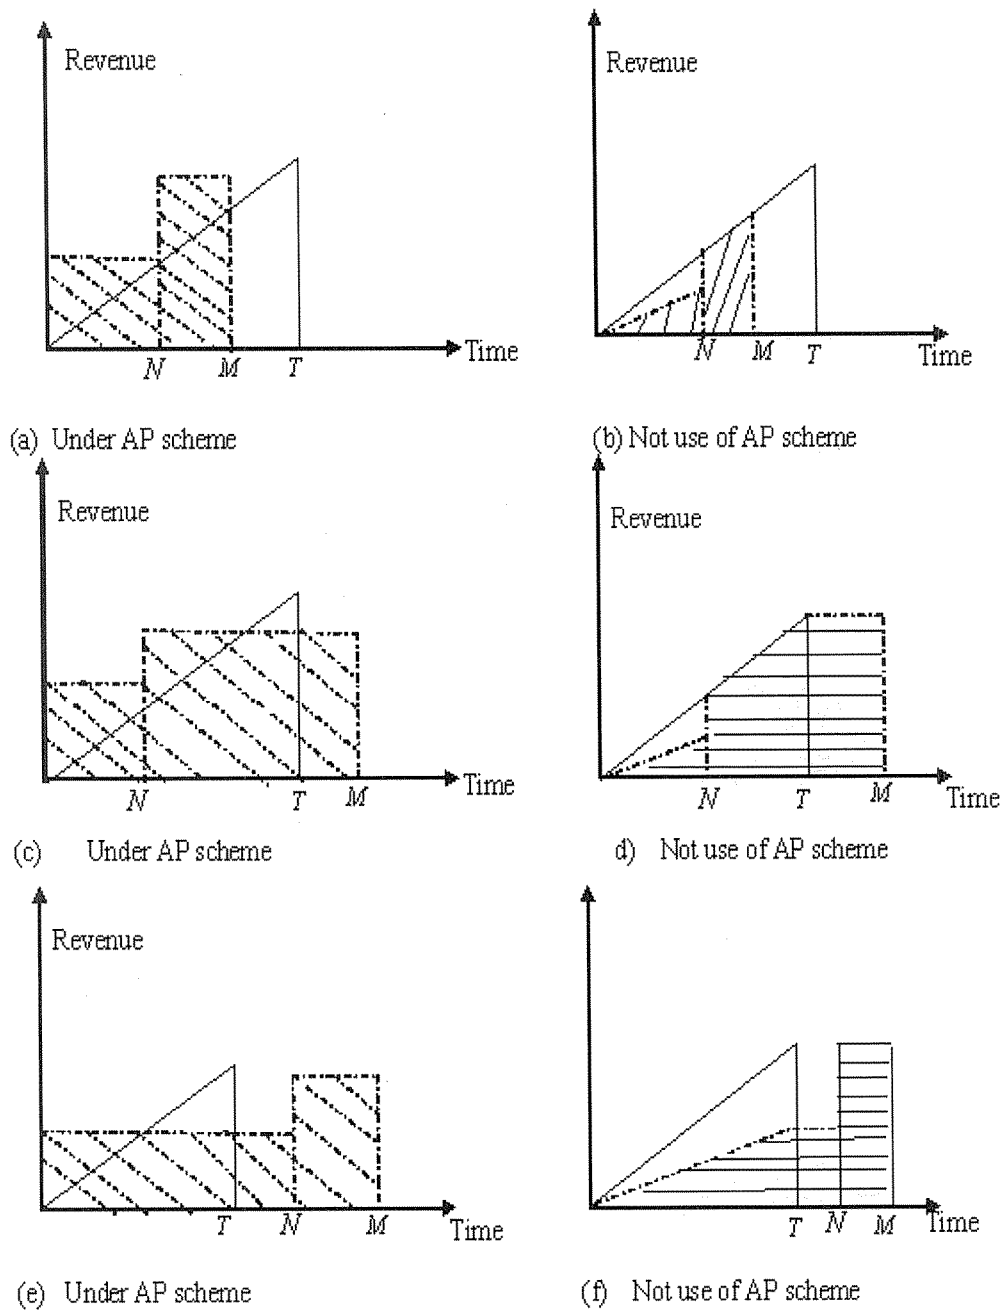 Revenue
Revenue
N M T Time
N M T Time
(a) Under AP scheme
(b) Not use of AP scheme
Revenue
Revenue
N T M Time
N T M Time
(c) Under AP scheme
d) Not use of AP scheme
Revenue
T N M Time
T N M Time
(e) Under AP scheme
(f) Not use of AP scheme